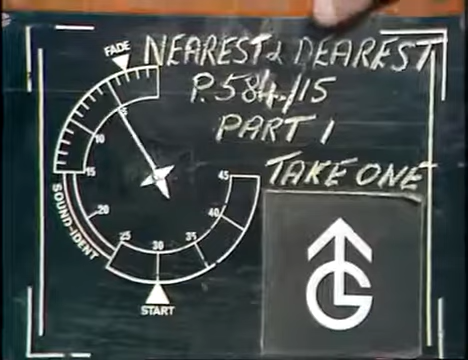 NEAREST & DEAREST
P.584/15
PART 1
TAKE ONE
FADE
5
10
15
20
25
30
35
40
45
SOUND-IDENT
START
G